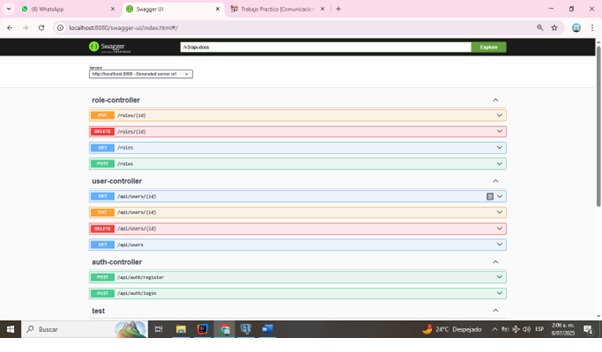 (8) WhatsApp
Swagger UI
Trabajo Practico [Comunicacion
localhost:8080/swagger-ui/index.html#/
Swagger
/v3/api-docs
Explore
Servers
http://localhost:8080 - Generated server url
role-controller
PUT /roles/{id}
DELETE /roles/{id}
GET /roles
POST /roles
user-controller
GET /api/users/{id}
PUT /api/users/{id}
DELETE /api/users/{id}
GET /api/users
auth-controller
POST /api/auth/register
POST /api/auth/login
test
Buscar
24°C Despejado
ESP
2:06 a. m.
6/07/2025